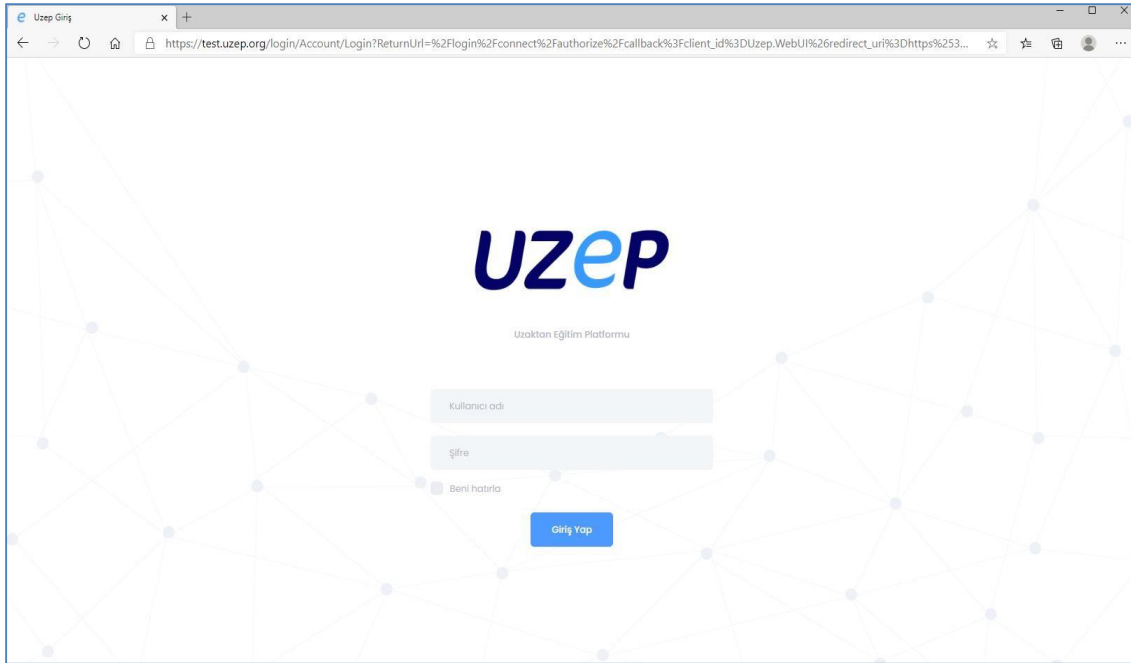 Uzep Giriş
https://test.uzep.org/login/Account/Login?ReturnUrl=%2Flogin%2Fconnect%2Fauthorize%2Fcallback%3Fclient_id%3DUzep.WebUI%26redirect_uri%3Dhttps%253...
uzep
Uzaktan Eğitim Platformu
Kullanıcı adı
Şifre
Beni hatırla
Giriş Yap